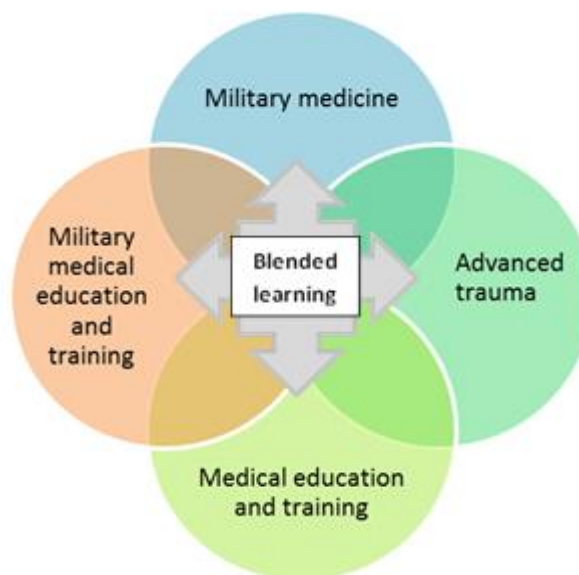 Military medicine
Military
medical
education
and
training
Blended
learning
Advanced
trauma
Medical education
and training